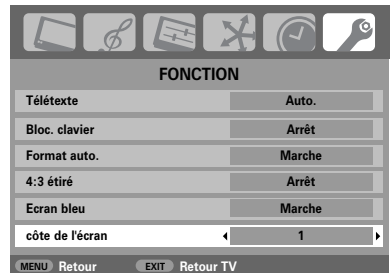 FONCTION
Télétexte Auto.
Bloc. clavier Arrêt
Format auto. Marche
4:3 étiré Arrêt
Ecran bleu Marche
côte de l'écran 1
MENU Retour EXIT Retour TV